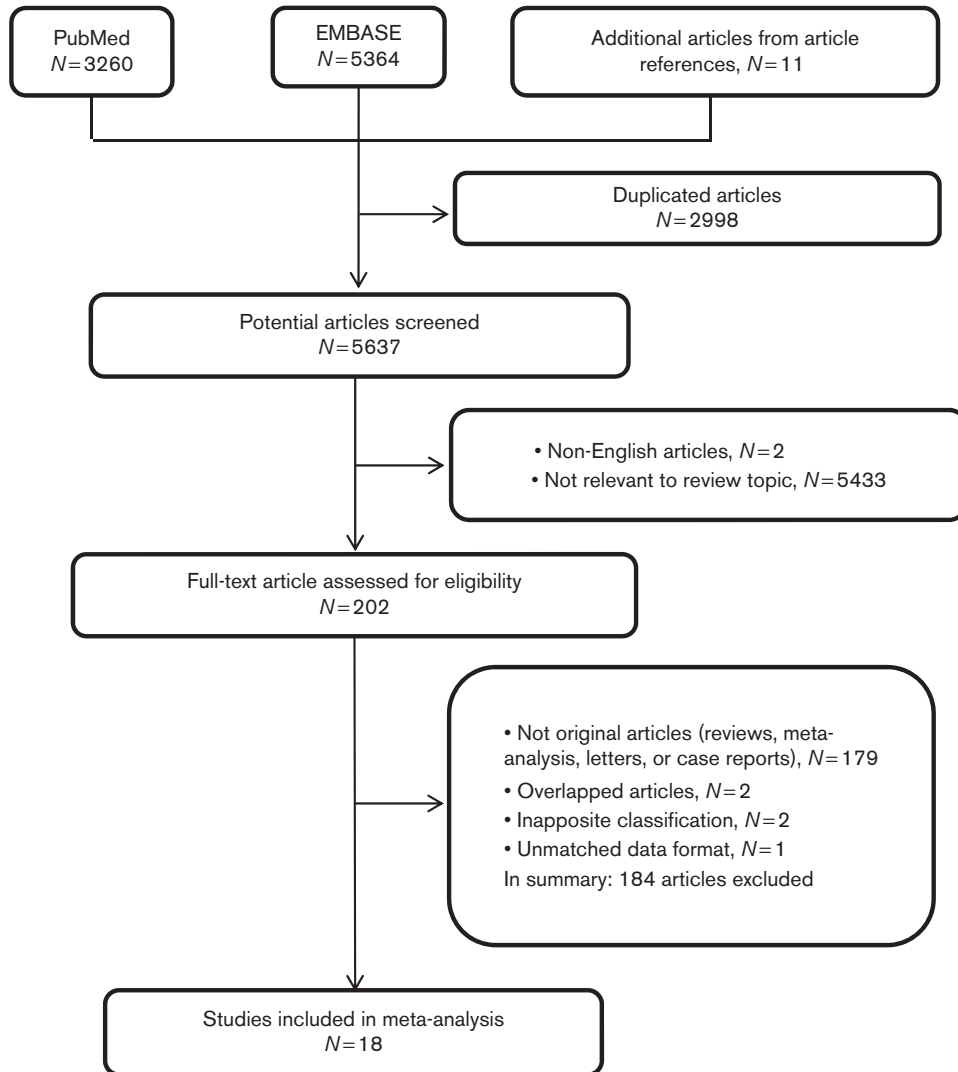 PubMed
N=3260
EMBASE
N=5364
Additional articles from article
references, N=11
Duplicated articles
N=2998
Potential articles screened
N=5637
• Non-English articles, N=2
• Not relevant to review topic, N=5433
Full-text article assessed for eligibility
N=202
• Not original articles (reviews, meta-
analysis, letters, or case reports), N=179
• Overlapped articles, N=2
• Inapposite classification, N=2
• Unmatched data format, N=1
In summary: 184 articles excluded
Studies included in meta-analysis
N=18